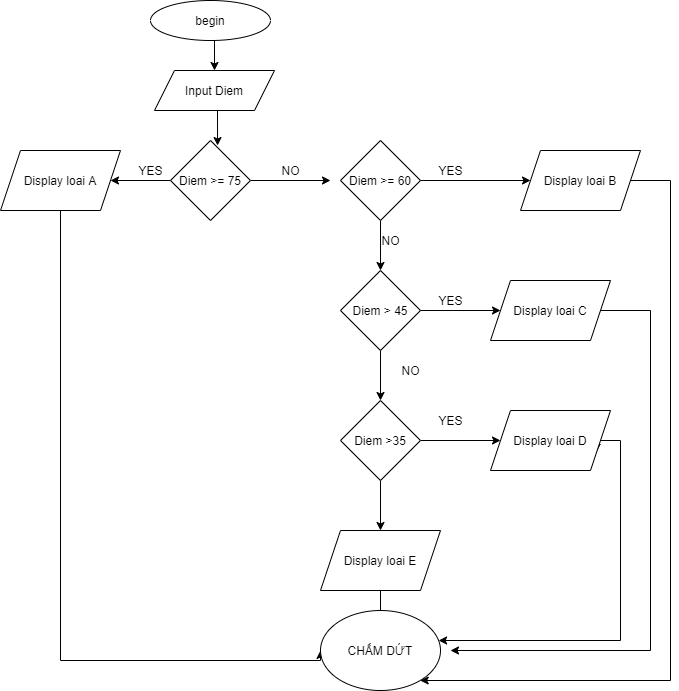 begin
Input Diem
Display loai A
YES
Diem >= 75
NO
Diem >= 60
YES
Display loai B
NO
Diem > 45
YES
Display loai C
NO
Diem >35
YES
Display loai D
Display loai E
CHẤM DỨT